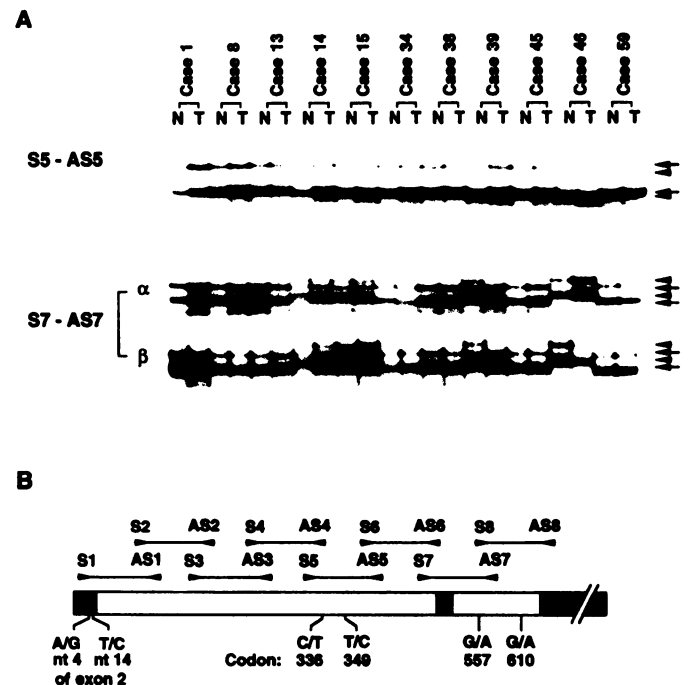 A
Case 1 Case 8 Case 13 Case 14 Case 15 Case 34 Case 38 Case 39 Case 45 Case 46 Case 59
N T N T N T N T N T N T N T N T N T N T N T
S5 - AS5
α
S7 - AS7
β
B
S2 AS2 S4 AS4 S6 AS6 S8 AS8
S1 AS1 S3 AS3 S5 AS5 S7 AS7
A/G T/C C/T T/C G/A G/A
nt 4 nt 14 Codon: 336 349 557 610
of exon 2